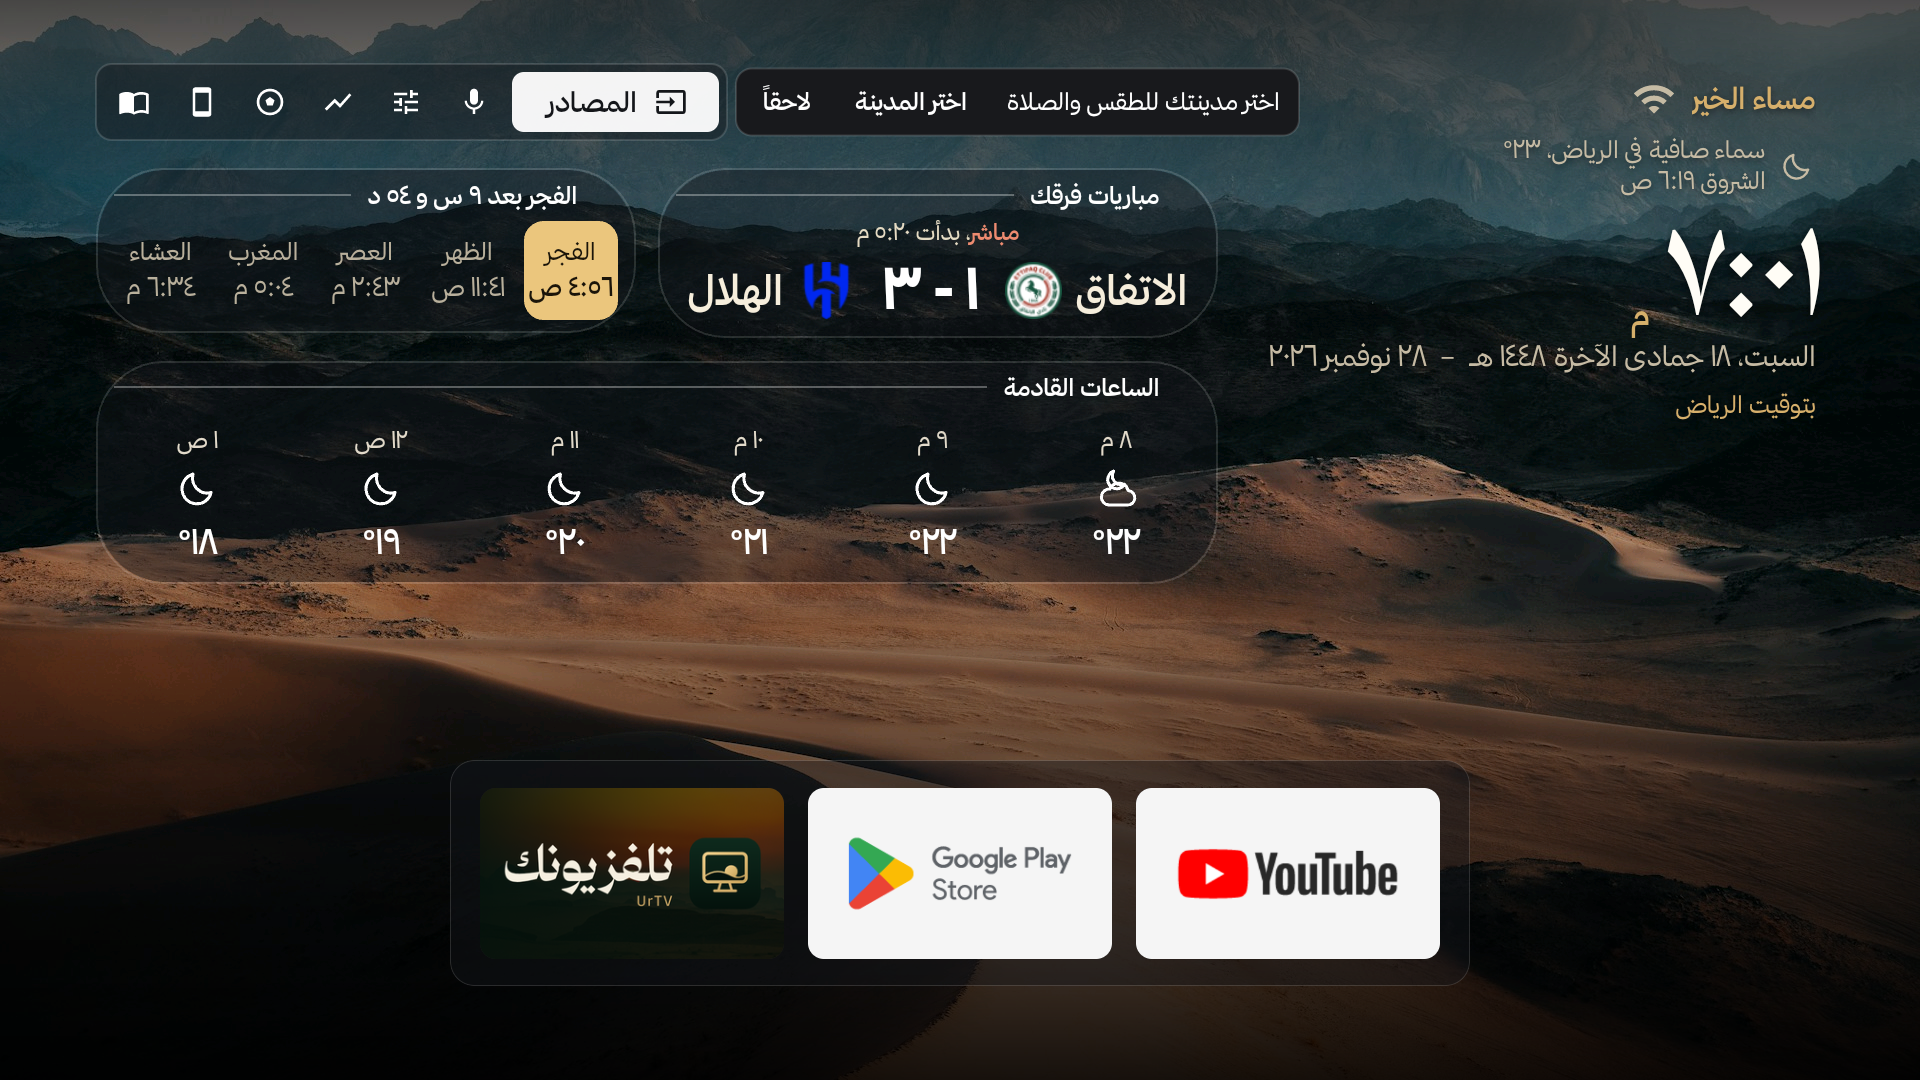 مساء الخير
سماء صافية في الرياض، ٢٣°
الشروق ٦:١٩ ص
٧:٠١ م
السبت، ١٨ جمادى الآخرة ١٤٤٨ هـ – ٢٨ نوفمبر ٢٠٢٦
بتوقيت الرياض
اختر مدينتك للطقس والصلاة اختر المدينة لاحقاً
المصادر
مباريات فرقك
مباشر، بدأت ٥:٢٠ م
الاتفاق ١ - ٣ الهلال
ETTIFAQ CLUB
الفجر بعد ٩ س و ٥٤ د
الفجر الظهر العصر المغرب العشاء
٤:٥٦ ص ١١:٤١ ص ٢:٤٣ م ٥:٠٤ م ٦:٣٤ م
الساعات القادمة
٨ م ٩ م ١٠ م ١١ م ١٢ ص ١ ص
٢٢° ٢٢° ٢١° ٢٠° ١٩° ١٨°
YouTube
Google Play
Store
تلفزيونك
UrTV